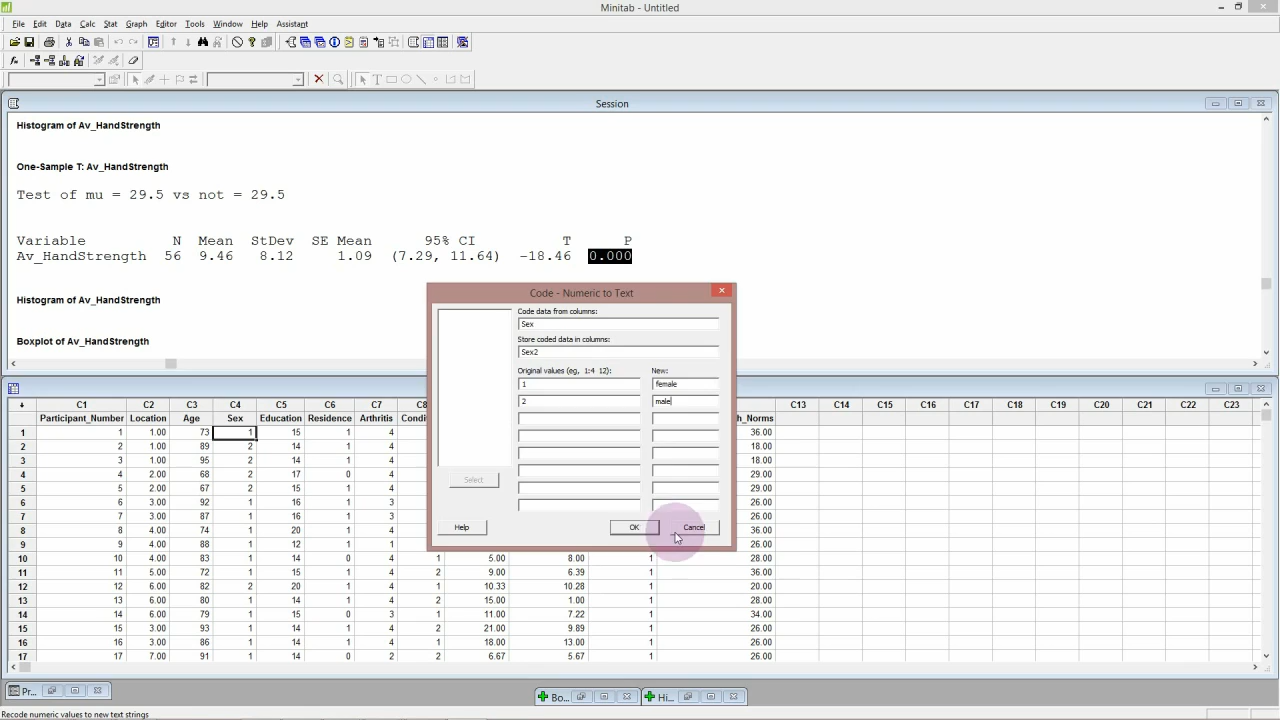 Minitab - Untitled
File Edit Data Calc Stat Graph Editor Tools Window Help Assistant
Session
Histogram of Av_HandStrength
One-Sample T: Av_HandStrength
Test of mu = 29.5 vs not = 29.5
Variable N Mean StDev SE Mean 95% CI T P
Av_HandStrength 56 9.46 8.12 1.09 (7.29, 11.64) -18.46 0.000
Histogram of Av_HandStrength
Boxplot of Av_HandStrength
Code - Numeric to Text
Code data from columns:
Sex
Store coded data in columns:
Sex2
Original values (eg, 1:4 12): New:
1 female
2 male
Select
Help OK Cancel
C1 C2 C3 C4 C5 C6 C7 C8 C13 C14 C15 C16 C17 C18 C19 C20 C21 C22 C23
Participant_Number Location Age Sex Education Residence Arthritis Condi h_Norms
1 1 1.00 73 1 15 1 4 36.00
2 2 1.00 89 2 14 1 4 18.00
3 3 1.00 95 2 14 1 4 18.00
4 4 2.00 68 2 17 0 4 29.00
5 5 2.00 67 2 15 1 4 29.00
6 6 3.00 92 1 16 1 3 26.00
7 7 3.00 87 1 16 1 3 26.00
8 8 4.00 74 1 20 1 4 34.00
9 9 4.00 88 1 12 1 1 26.00
10 10 4.00 83 1 14 0 4 1 5.00 8.00 1 28.00
11 11 5.00 72 1 15 1 4 2 9.00 6.39 1 36.00
12 12 6.00 82 2 20 1 4 1 10.33 10.28 1 20.00
13 13 6.00 80 1 14 0 4 2 15.00 1.00 1 28.00
14 14 6.00 79 1 15 0 3 1 11.00 7.22 1 34.00
15 15 3.00 93 1 14 1 4 2 21.00 9.89 1 26.00
16 16 3.00 86 1 14 1 4 1 18.00 13.00 1 26.00
17 17 7.00 91 1 14 0 2 2 6.67 5.67 1 26.00
Pr... Bo... Hi...
Recode numeric values to new text strings